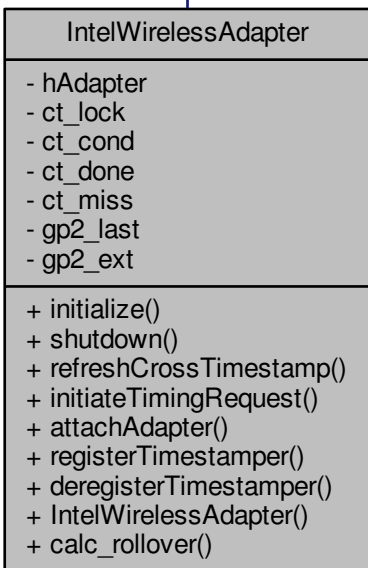 IntelWirelessAdapter
- hAdapter
- ct_lock
- ct_cond
- ct_done
- ct_miss
- gp2_last
- gp2_ext
+ initialize()
+ shutdown()
+ refreshCrossTimestamp()
+ initiateTimingRequest()
+ attachAdapter()
+ registerTimestamper()
+ deregisterTimestamper()
+ IntelWirelessAdapter()
+ calc_rollover()